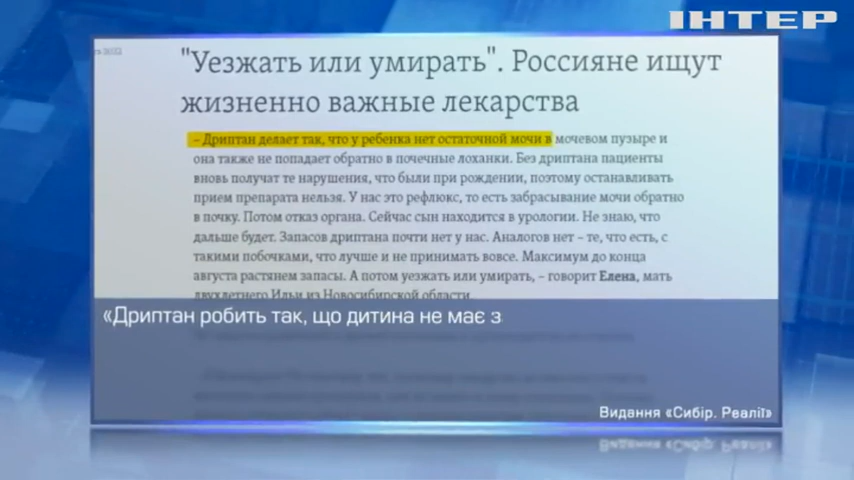 ІНТЕР
2022
"Уезжать или умирать". Россияне ищут
жизненно важные лекарства
– Дриптан делает так, что у ребенка нет остаточной мочи в мочевом пузыре и
она также не попадает обратно в почечные лоханки. Без дриптана пациенты
вновь получат те нарушения, что были при рождении, поэтому останавливать
прием препарата нельзя. У нас это рефлюкс, то есть забрасывание мочи обратно
в почку. Потом отказ органа. Сейчас сын находится в урологии. Не знаю, что
дальше будет. Запасов дриптана почти нет у нас. Аналогов нет – те, что есть, с
такими побочками, что лучше и не принимать вовсе. Максимум до конца
августа растянем запасы. А потом уезжать или умирать, – говорит Елена, мать
двухлетнего Ильи из Новосибирской области.
«Дриптан робить так, що дитина не має з
Видання «Сибір. Реалії»